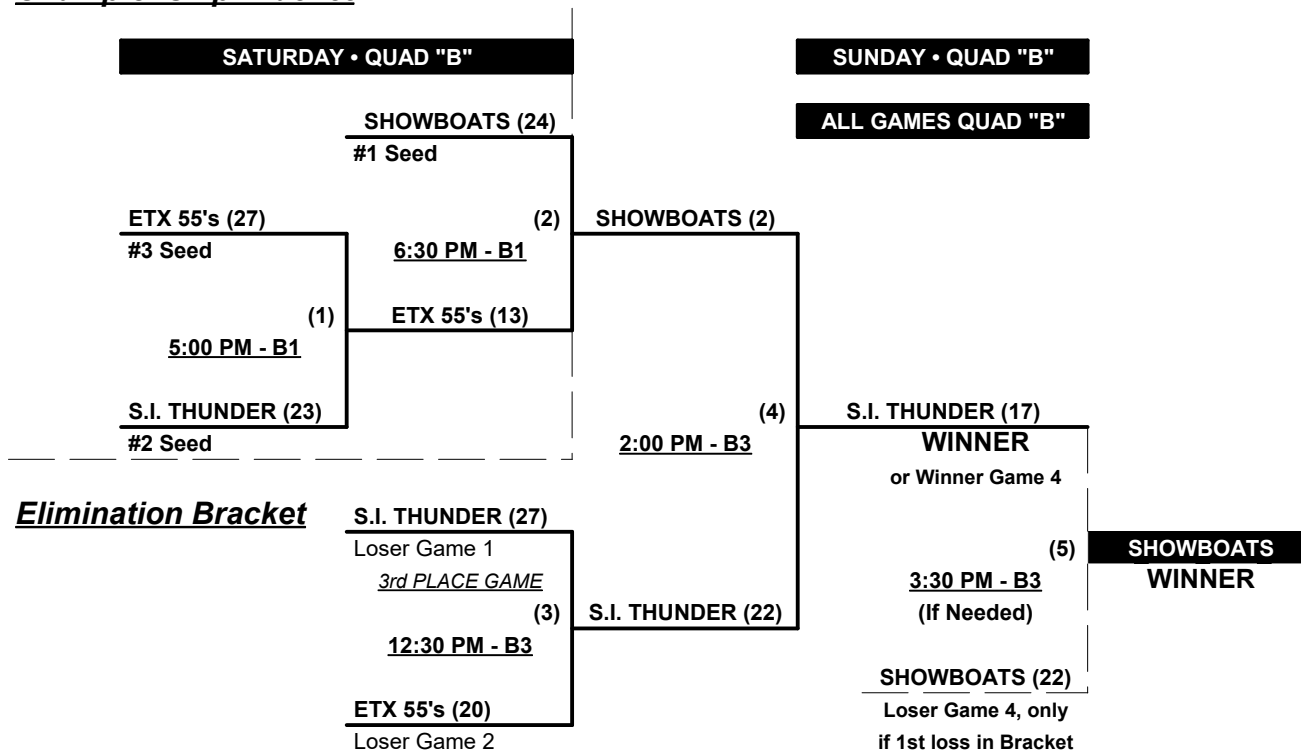 SATURDAY • QUAD "B"
SUNDAY • QUAD "B"
ALL GAMES QUAD "B"
SHOWBOATS (24)
#1 Seed
ETX 55's (27)
#3 Seed
(2)
6:30 PM - B1
SHOWBOATS (2)
(1)
5:00 PM - B1
ETX 55's (13)
S.I. THUNDER (23)
#2 Seed
(4)
2:00 PM - B3
S.I. THUNDER (17)
WINNER
or Winner Game 4
Elimination Bracket
S.I. THUNDER (27)
Loser Game 1
3rd PLACE GAME
(3)
12:30 PM - B3
S.I. THUNDER (22)
(5)
3:30 PM - B3
(If Needed)
SHOWBOATS
WINNER
SHOWBOATS (22)
Loser Game 4, only
if 1st loss in Bracket
ETX 55's (20)
Loser Game 2